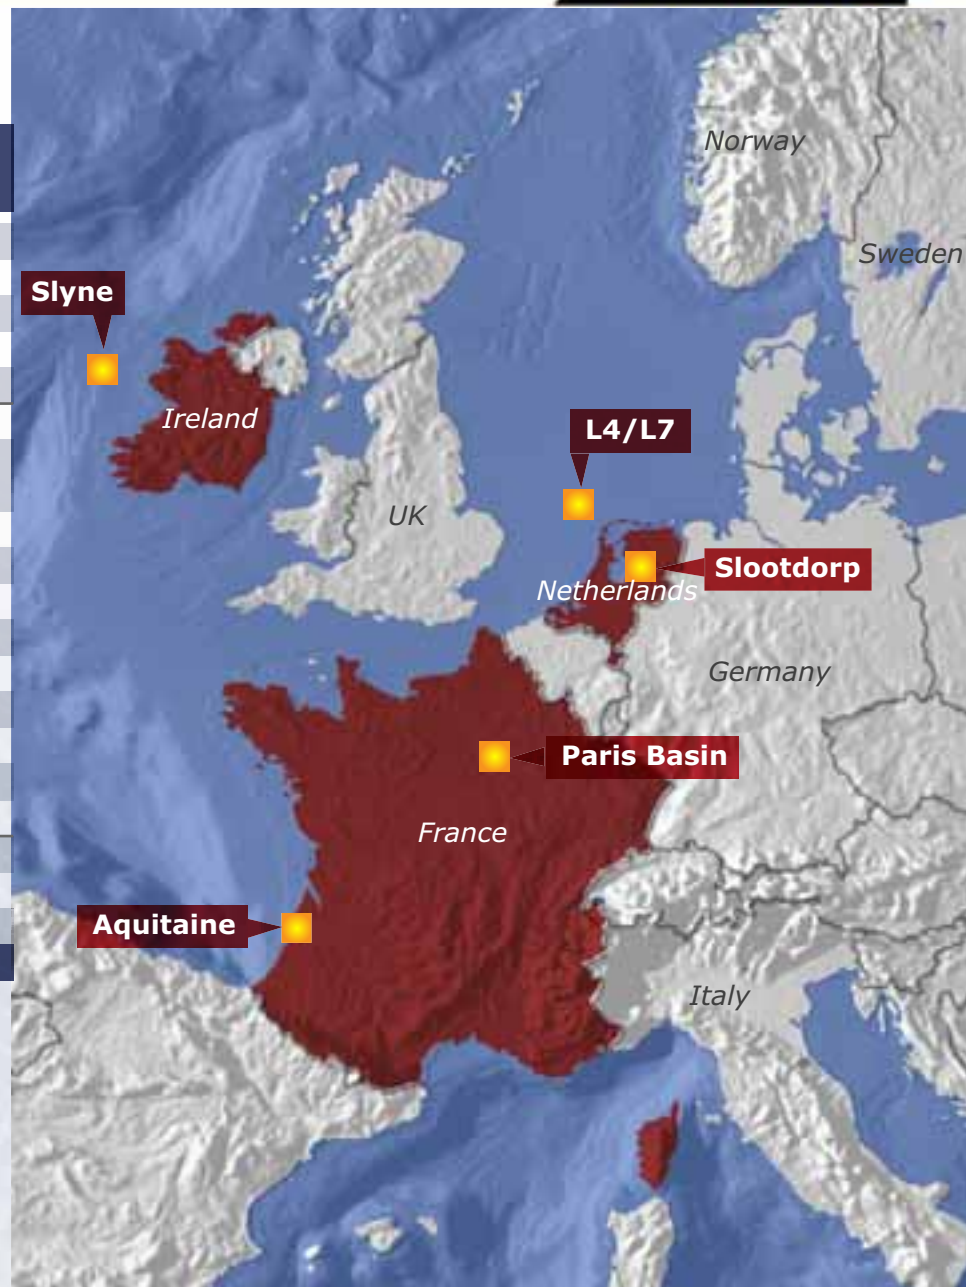 Norway
Sweden
Slyne
Ireland
L4/L7
UK
Slootdorp
Netherlands
Germany
Paris Basin
France
Aquitaine
Italy